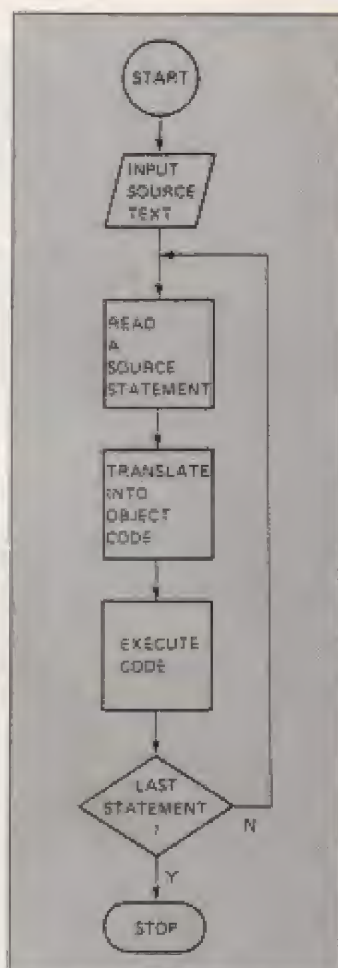 START
INPUT
SOURCE
TEXT
READ
A
SOURCE
STATEMENT
TRANSLATE
INTO
OBJECT
CODE
EXECUTE
CODE
LAST
STATEMENT
?
N
Y
STOP